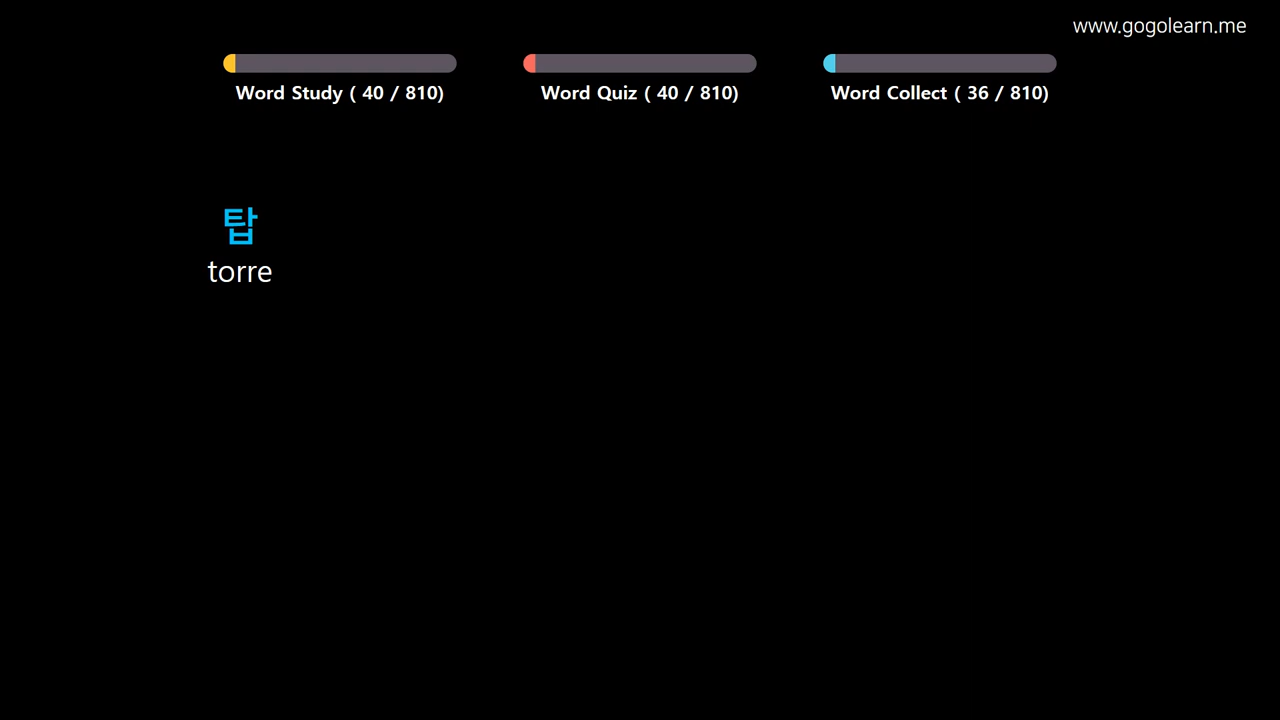 www.gogolearn.me
Word Study ( 40 / 810)
Word Quiz ( 40 / 810)
Word Collect ( 36 / 810)
탑
torre